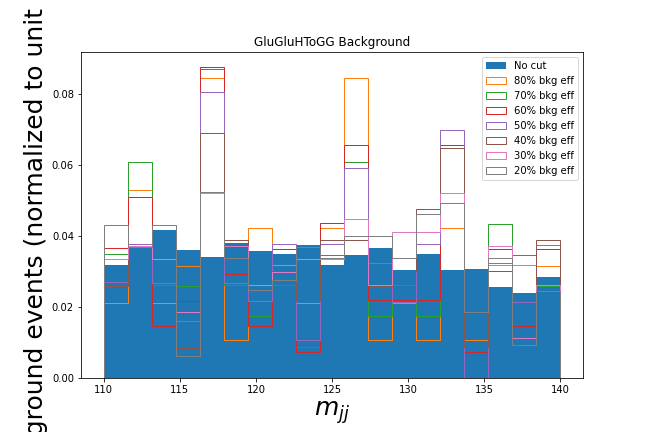 GluGluHToGG Background
ground events (normalized to unit
0.08
0.06
0.04
0.02
0.00
No cut
80% bkg eff
70% bkg eff
60% bkg eff
50% bkg eff
40% bkg eff
30% bkg eff
20% bkg eff
110 115 120 125 130 135 140
m_{jj}